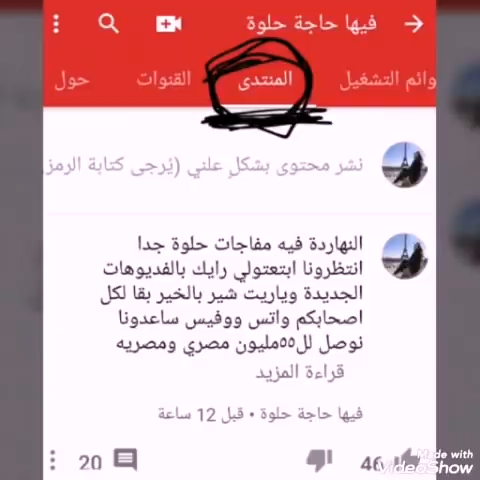 فيها حاجة حلوة
وائم التشغيل المنتدى القنوات حول
نشر محتوى بشكلٍ علني (يُرجى كتابة الرمز
النهاردة فيه مفاجات حلوة جدا
انتظرونا ابتعتولي رايك بالفديوهات
الجديدة وياريت شير بالخير بقا لكل
اصحابكم واتس ووفيس ساعدونا
نوصل لل٥٥مليون مصري ومصريه
قراءة المزيد
فيها حاجة حلوة • قبل 12 ساعة
46 20
Made with
VideoShow